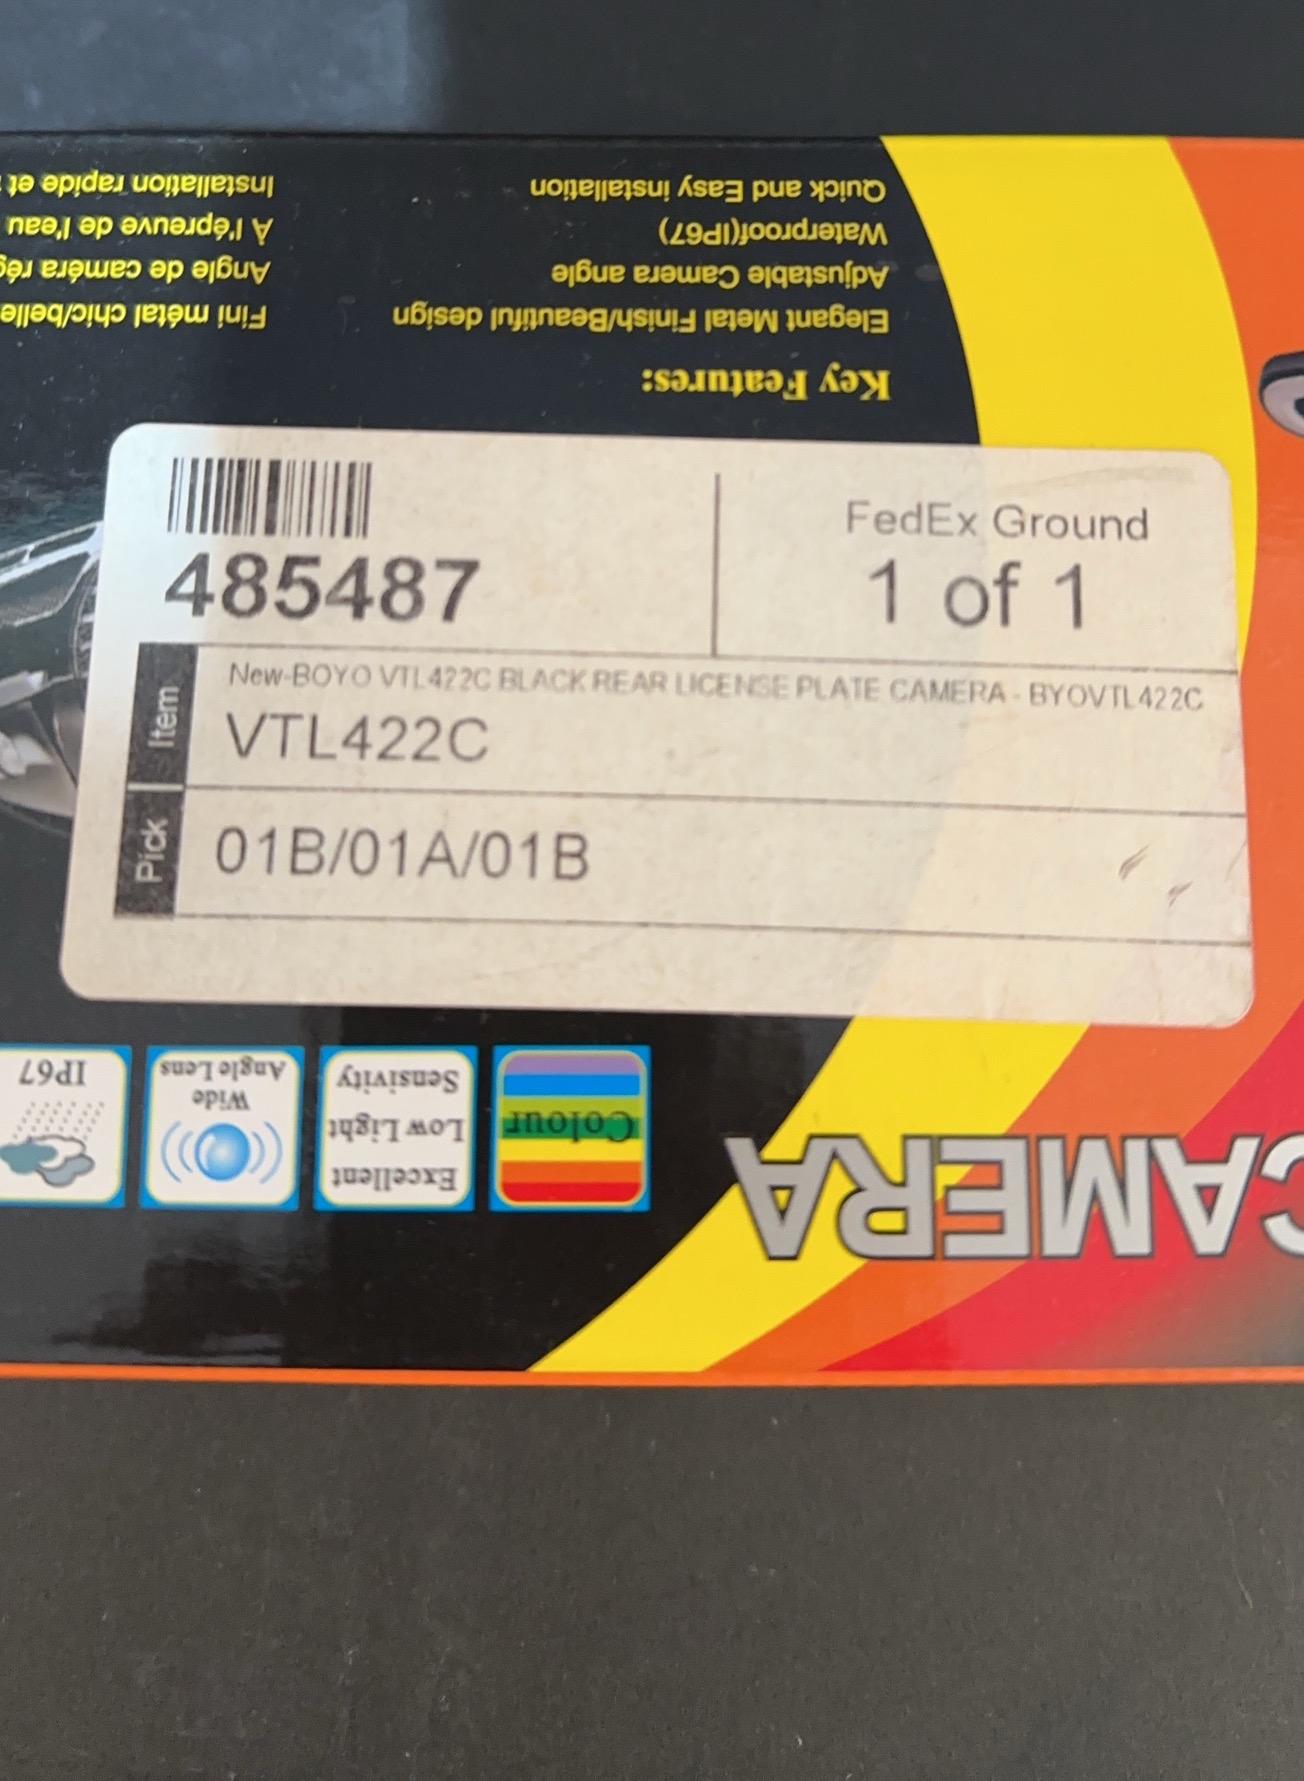 485487
FedEx Ground
1 of 1
Item
New-BOYO VTL422C BLACK REAR LICENSE PLATE CAMERA - BYOVTL422C
VTL422C
Pick
01B/01A/01B
CAMERA
Colour
Excellent
Low Light
Sensivity
Wide
Angle Lens
IP67
Key Features:
Elegant Metal Finish/Beautiful design
Adjustable Camera angle
Waterproof(IP67)
Quick and Easy installation
Fini métal chic/belle
Angle de caméra
À l'épreuve de l'eau
Installation rapide et